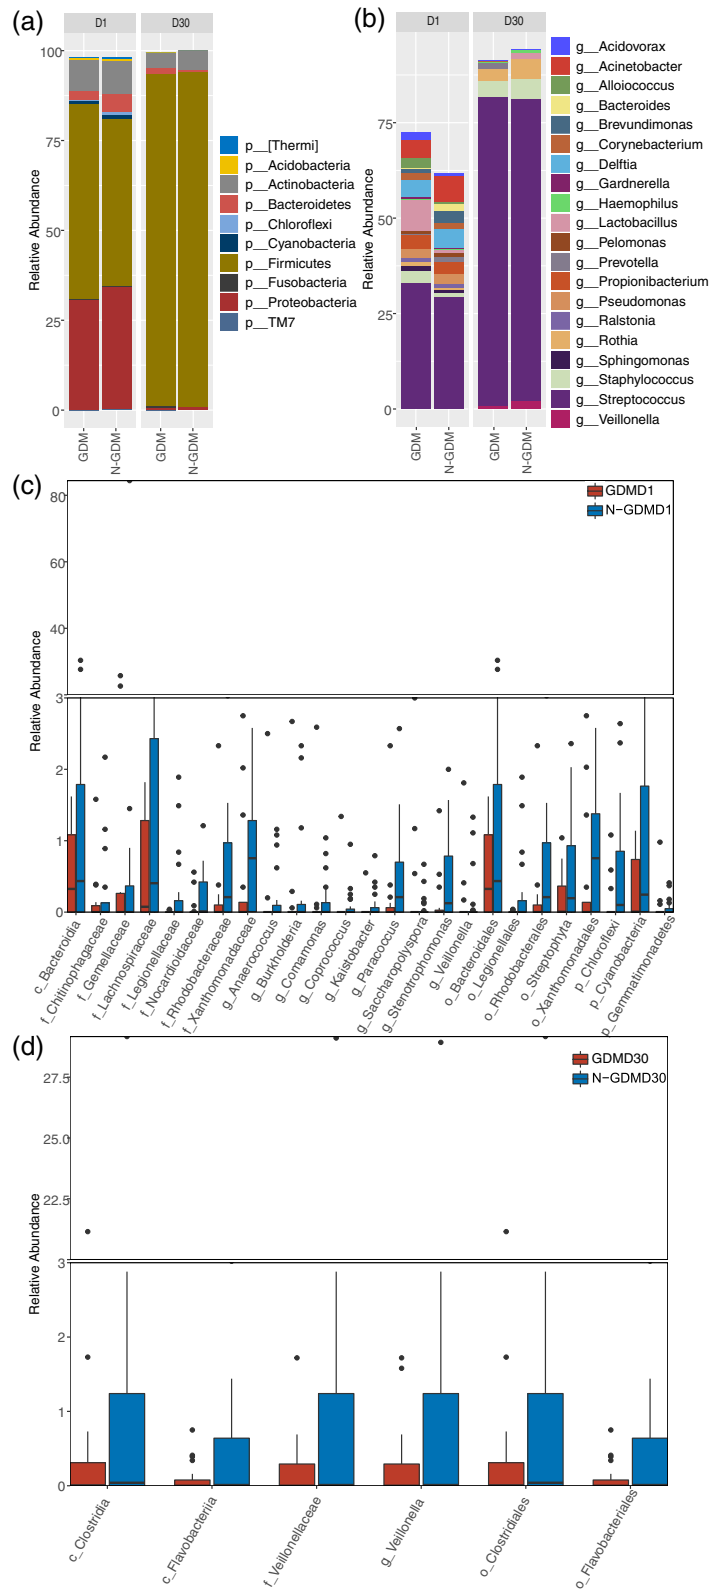 (a)
D1
D30
100
75
50
25
0
Relative Abundance
GDM
N-GDM
GDM
N-GDM
p__[Thermi]
p__Acidobacteria
p__Actinobacteria
p__Bacteroidetes
p__Chloroflexi
p__Cyanobacteria
p__Firmicutes
p__Fusobacteria
p__Proteobacteria
p__TM7
(b)
D1
D30
75
50
25
0
Relative Abundance
GDM
N-GDM
GDM
N-GDM
g__Acidovorax
g__Acinetobacter
g__Alloiococcus
g__Bacteroides
g__Brevundimonas
g__Corynebacterium
g__Delftia
g__Gardnerella
g__Haemophilus
g__Lactobacillus
g__Pelomonas
g__Prevotella
g__Propionibacterium
g__Pseudomonas
g__Ralstonia
g__Rothia
g__Sphingomonas
g__Staphylococcus
g__Streptococcus
g__Veillonella
(c)
GDMD1
N-GDMD1
80
60
40
3
2
1
0
Relative Abundance
c_Bacteroidia
f_Chitinophagaceae
f_Gemellaceae
f_Lachnospiraceae
f_Legionellaceae
f_Nocardioidaceae
f_Rhodobacteraceae
f_Xanthomonadaceae
g_Anaerococcus
g_Burkholderia
g_Comamonas
g_Coprococcus
g_Kaistobacter
g_Paracoccus
g_Saccharopolyspora
g_Stenotrophomonas
g_Veillonella
o_Bacteroidales
o_Legionellales
o_Rhodobacterales
o_Streptophyta
o_Xanthomonadales
p_Chloroflexi
p_Cyanobacteria
p_Gemmatimonadetes
(d)
GDMD30
N-GDMD30
27.5
25.0
22.5
3
2
1
0
Relative Abundance
c_Clostridia
c_Flavobacteriia
f_Veillonellaceae
g_Veillonella
o_Clostridiales
o_Flavobacteriales